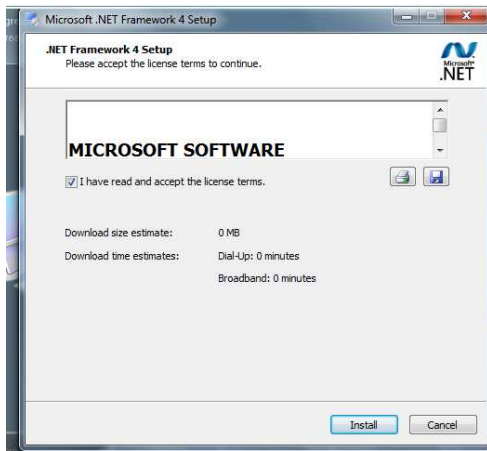 Microsoft .NET Framework 4 Setup
.NET Framework 4 Setup
Please accept the license terms to continue.
Microsoft®
.NET
MICROSOFT SOFTWARE
I have read and accept the license terms.
Download size estimate: 0 MB
Download time estimates: Dial-Up: 0 minutes
Broadband: 0 minutes
Install Cancel